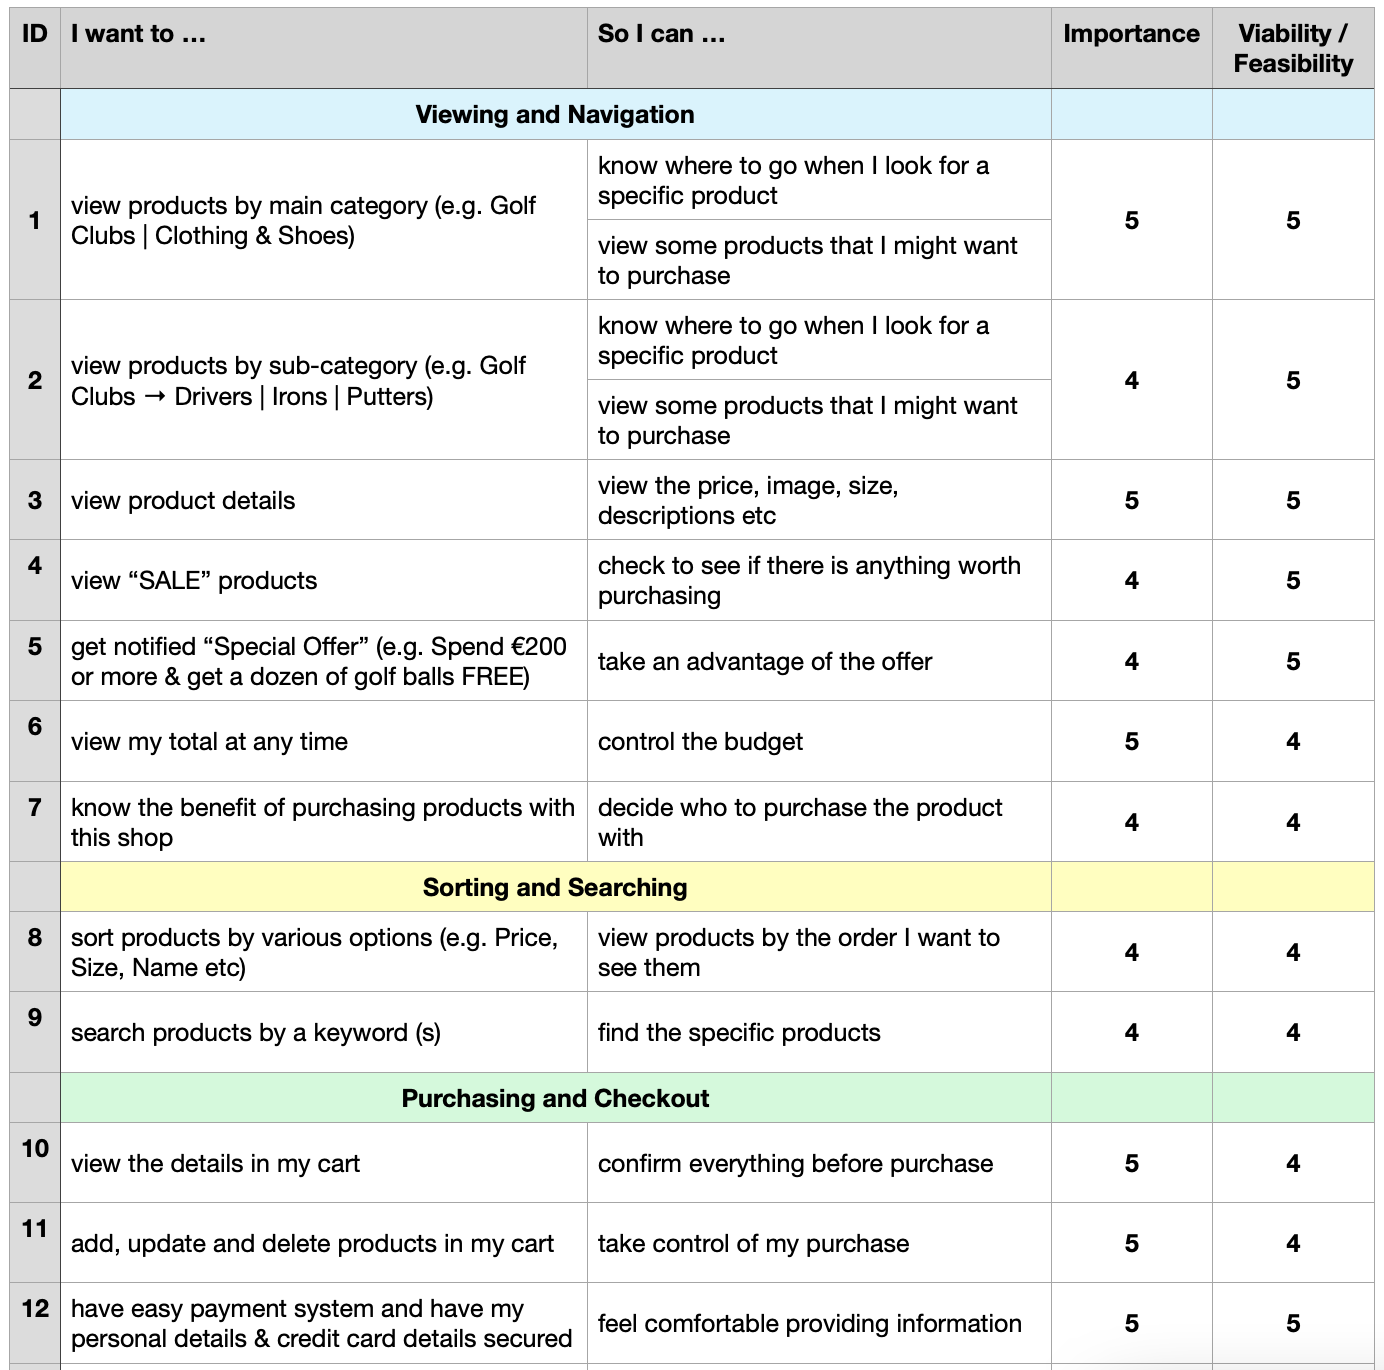 ID I want to … So I can … Importance Viability /
Feasibility
Viewing and Navigation
1
view products by main category (e.g. Golf
Clubs | Clothing & Shoes)
know where to go when I look for a
specific product
view some products that I might want
to purchase
5
5
2
view products by sub-category (e.g. Golf
Clubs → Drivers | Irons | Putters)
know where to go when I look for a
specific product
view some products that I might want
to purchase
4
5
3
view product details
view the price, image, size,
descriptions etc
5
5
4
view “SALE” products
check to see if there is anything worth
purchasing
4
5
5
get notified “Special Offer” (e.g. Spend €200
or more & get a dozen of golf balls FREE)
take an advantage of the offer
4
5
6
view my total at any time
control the budget
5
4
7
know the benefit of purchasing products with
this shop
decide who to purchase the product
with
4
4
Sorting and Searching
8
sort products by various options (e.g. Price,
Size, Name etc)
view products by the order I want to
see them
4
4
9
search products by a keyword (s)
find the specific products
4
4
Purchasing and Checkout
10
view the details in my cart
confirm everything before purchase
5
4
11
add, update and delete products in my cart
take control of my purchase
5
4
12
have easy payment system and have my
personal details & credit card details secured
feel comfortable providing information
5
5